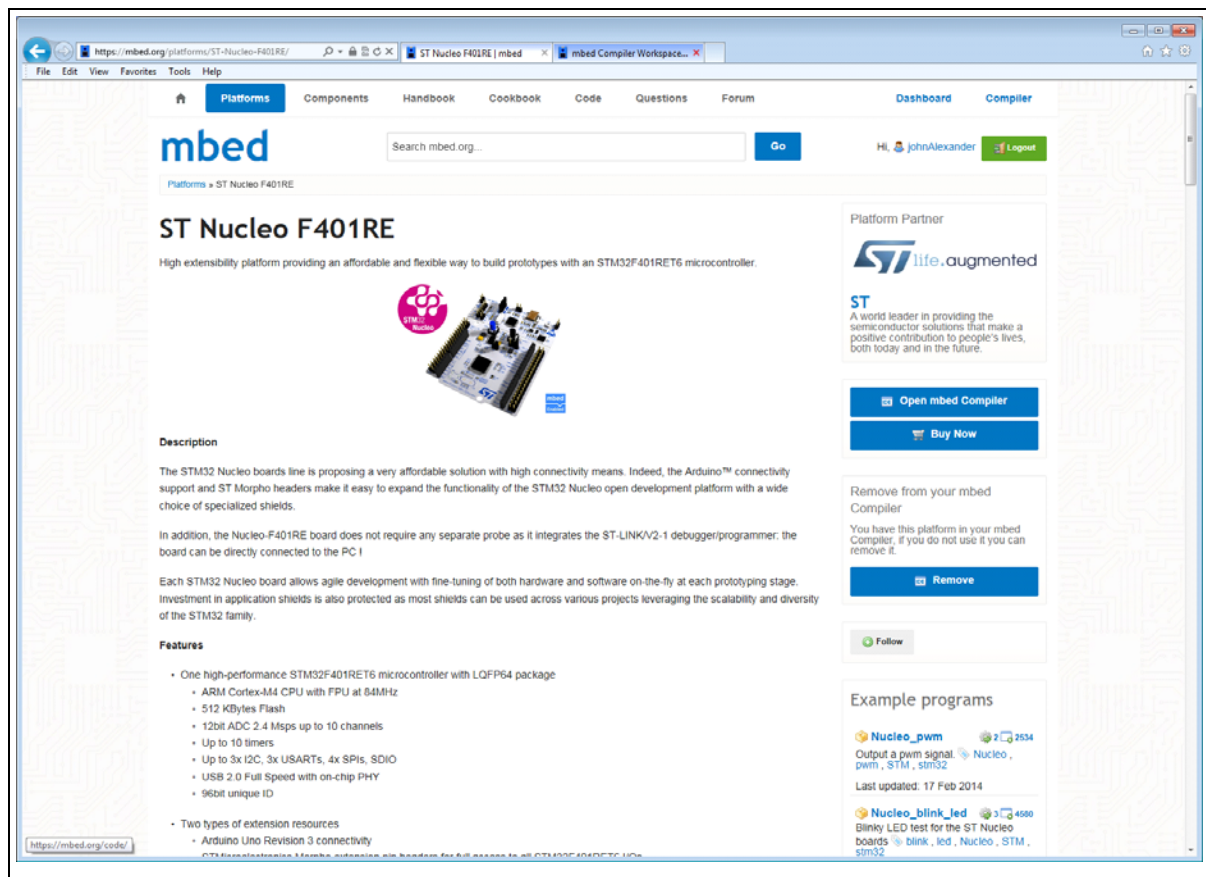 https://mbed.org/platforms/ST-Nucleo-F401RE/
ST Nucleo F401RE | mbed
mbed Compiler Workspace...
File Edit View Favorites Tools Help
Platforms Components Handbook Cookbook Code Questions Forum Dashboard Compiler
mbed
Search mbed.org...
Go
Hi, johnAlexander
Logout
Platforms » ST Nucleo F401RE
ST Nucleo F401RE
High extensibility platform providing an affordable and flexible way to build prototypes with an STM32F401RET6 microcontroller.
STM32
Nucleo
mbed
Enabled
Description
The STM32 Nucleo boards line is proposing a very affordable solution with high connectivity means. Indeed, the Arduino™ connectivity
support and ST Morpho headers make it easy to expand the functionality of the STM32 Nucleo open development platform with a wide
choice of specialized shields.
In addition, the Nucleo-F401RE board does not require any separate probe as it integrates the ST-LINK/V2-1 debugger/programmer: the
board can be directly connected to the PC !
Each STM32 Nucleo board allows agile development with fine-tuning of both hardware and software on-the-fly at each prototyping stage.
Investment in application shields is also protected as most shields can be used across various projects leveraging the scalability and diversity
of the STM32 family.
Features
• One high-performance STM32F401RET6 microcontroller with LQFP64 package
• ARM Cortex-M4 CPU with FPU at 84MHz
• 512 KBytes Flash
• 12bit ADC 2.4 Msps up to 10 channels
• Up to 10 timers
• Up to 3x I2C, 3x USARTs, 4x SPIs, SDIO
• USB 2.0 Full Speed with on-chip PHY
• 96bit unique ID
• Two types of extension resources
• Arduino Uno Revision 3 connectivity
• STMicroelectronics Morpho extension pin headers for full access to all STM32F401RET6 I/Os
https://mbed.org/code/
Platform Partner
ST life.augmented
ST
A world leader in providing the
semiconductor solutions that make a
positive contribution to people's lives,
both today and in the future.
Open mbed Compiler
Buy Now
Remove from your mbed
Compiler
You have this platform in your mbed
Compiler, if you do not use it you can
remove it.
Remove
Follow
Example programs
Nucleo_pwm 2 2534
Output a pwm signal. Nucleo ,
pwm , STM , stm32
Last updated: 17 Feb 2014
Nucleo_blink_led 3 4580
Blinky LED test for the ST Nucleo
boards blink , led , Nucleo , STM ,
stm32